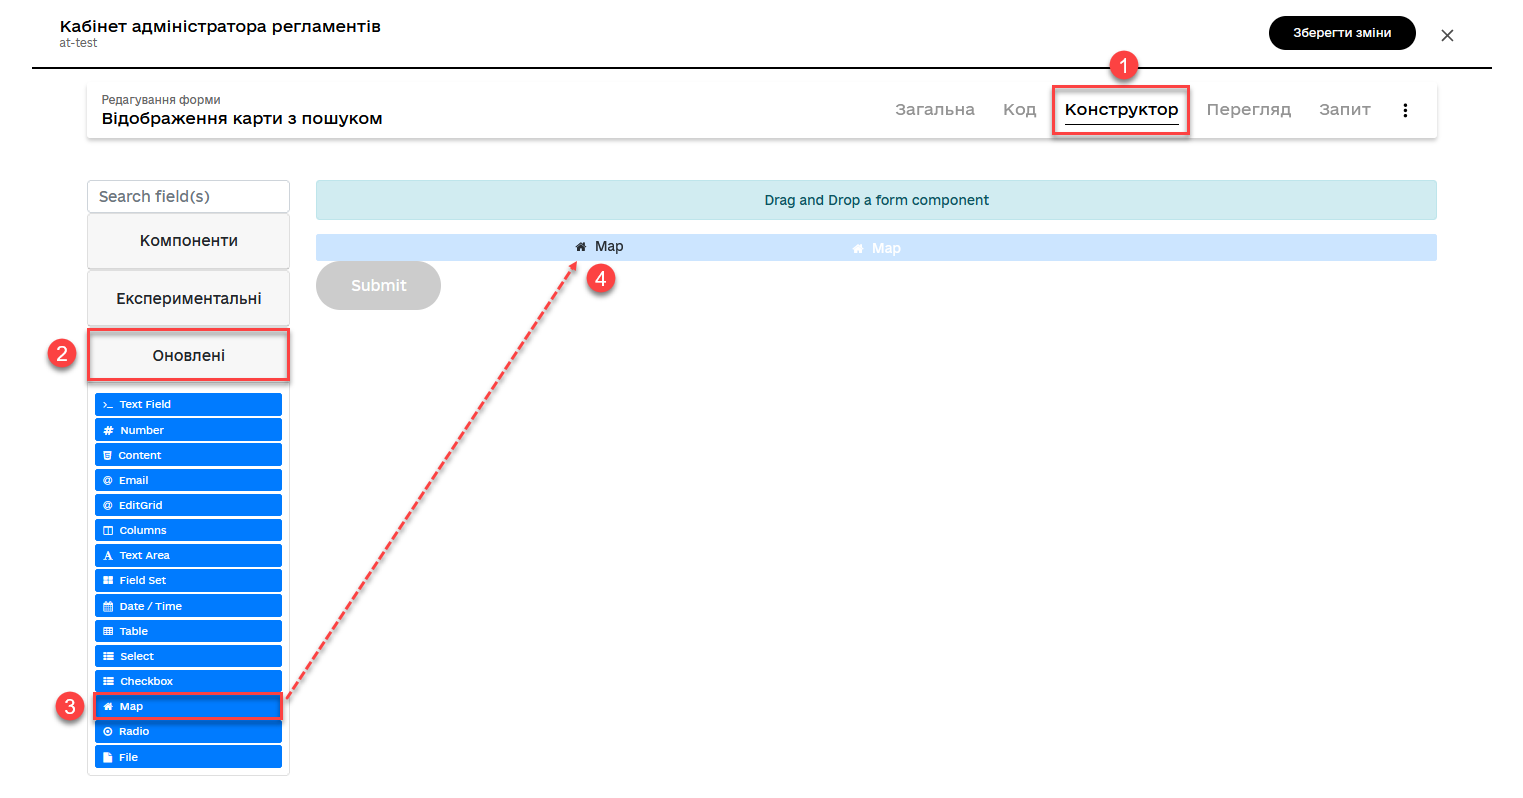 Кабінет адміністратора регламентів
at-test
Зберегти зміни
1
Редагування форми
Відображення карти з пошуком
Загальна
Код
Конструктор
Перегляд
Запит
Search field(s)
Компоненти
Експериментальні
2
Оновлені
Text Field
Number
Content
Email
EditGrid
Columns
Text Area
Field Set
Date / Time
Table
Select
Checkbox
3
Map
Radio
File
Drag and Drop a form component
Map
Map
4
Submit